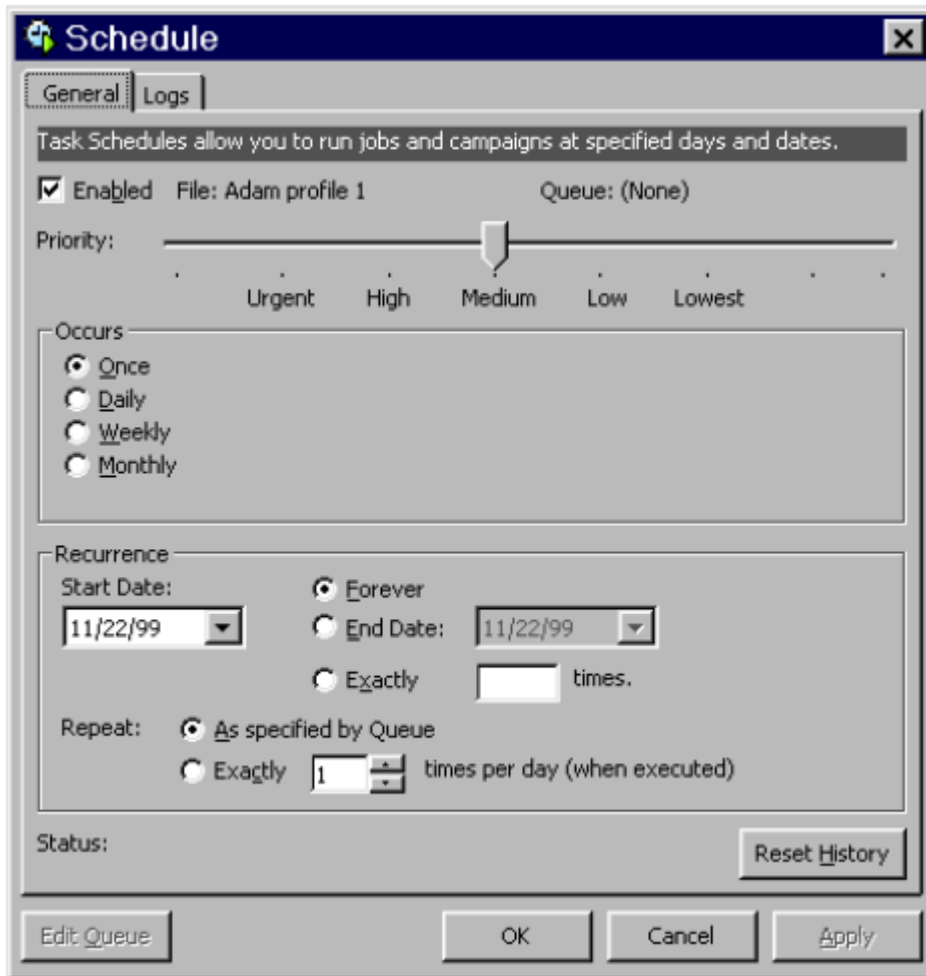 Schedule
General Logs
Task Schedules allow you to run jobs and campaigns at specified days and dates.
Enabled File: Adam profile 1 Queue: (None)
Priority:
Urgent High Medium Low Lowest
Occurs
Once
Daily
Weekly
Monthly
Recurrence
Start Date: Forever
11/22/99 End Date: 11/22/99
Exactly times.
Repeat: As specified by Queue
Exactly 1 times per day (when executed)
Status:
Reset History
Edit Queue OK Cancel Apply